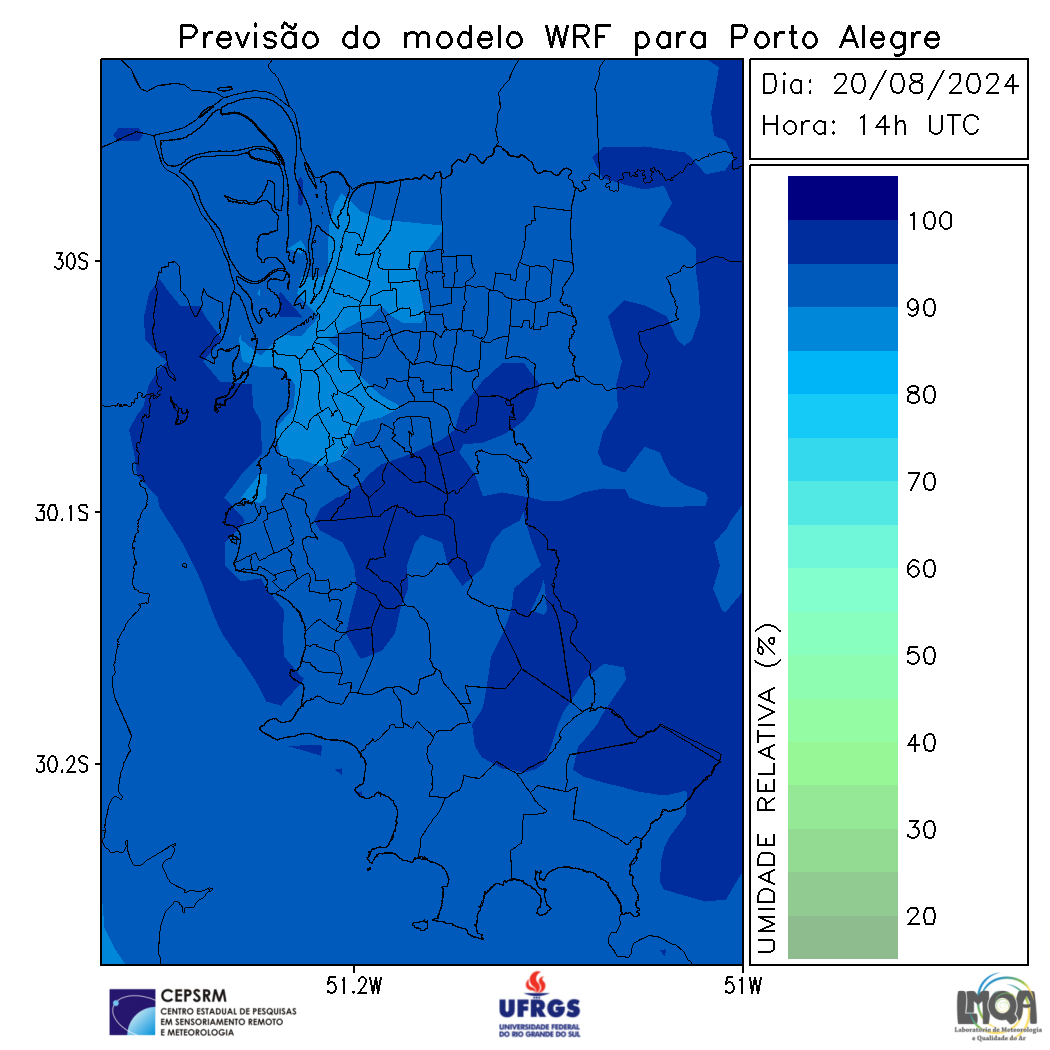 Previsão do modelo WRF para Porto Alegre
Dia: 20/08/2024
Hora: 14h UTC
30S
30.1S
30.2S
51.2W
51W
100
90
80
70
60
50
40
30
20
UMIDADE RELATIVA (%)
CEPSRM
CENTRO ESTADUAL DE PESQUISAS
EM SENSORIAMENTO REMOTO
E METEOROLOGIA
UFRGS
UNIVERSIDADE FEDERAL
DO RIO GRANDE DO SUL
LMQA
Laboratório de Meteorologia
e Qualidade do Ar